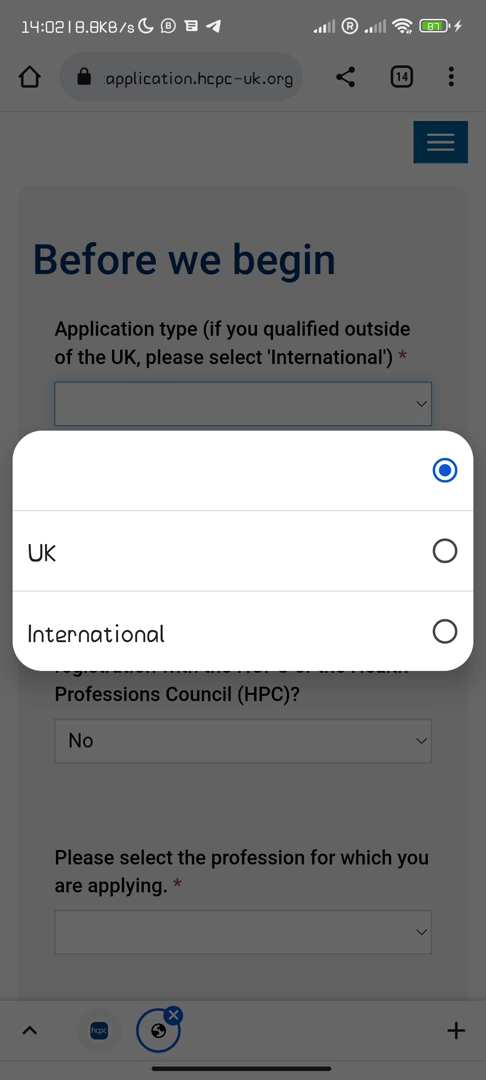 14:02 | 8.8KB/s
87
application.hcpc-uk.org
14
Before we begin
Application type (if you qualified outside
of the UK, please select 'International') *
UK
International
Professions Council (HPC)?
No
Please select the profession for which you
are applying. *
hcpc